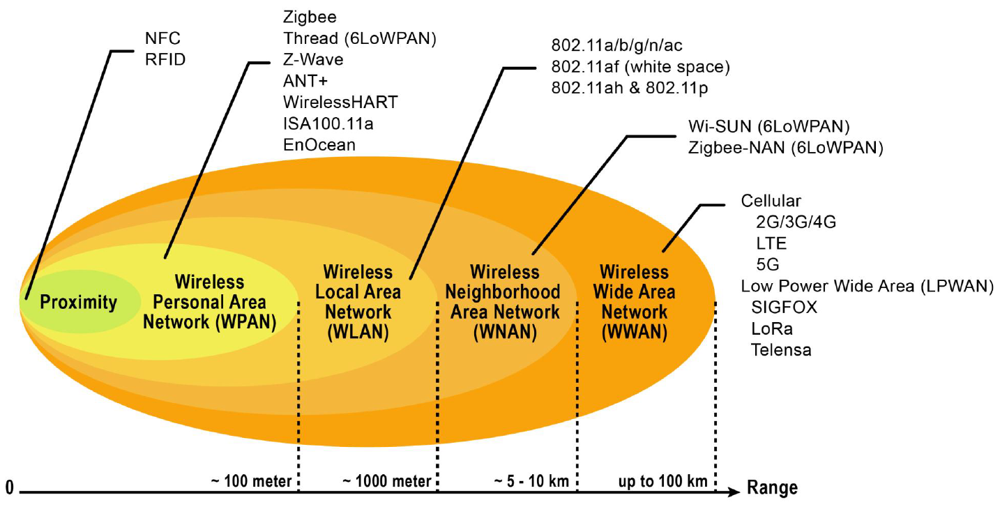 NFC
RFID
Zigbee
Thread (6LoWPAN)
Z-Wave
ANT+
WirelessHART
ISA100.11a
EnOcean
802.11a/b/g/n/ac
802.11af (white space)
802.11ah & 802.11p
Wi-SUN (6LoWPAN)
Zigbee-NAN (6LoWPAN)
Cellular
2G/3G/4G
LTE
5G
Low Power Wide Area (LPWAN)
SIGFOX
LoRa
Telensa
Proximity
Wireless
Personal Area
Network (WPAN)
Wireless
Local Area
Network
(WLAN)
Wireless
Neighborhood
Area Network
(WNAN)
Wireless
Wide Area
Network
(WWAN)
0
~ 100 meter
~ 1000 meter
~ 5 - 10 km
up to 100 km
Range